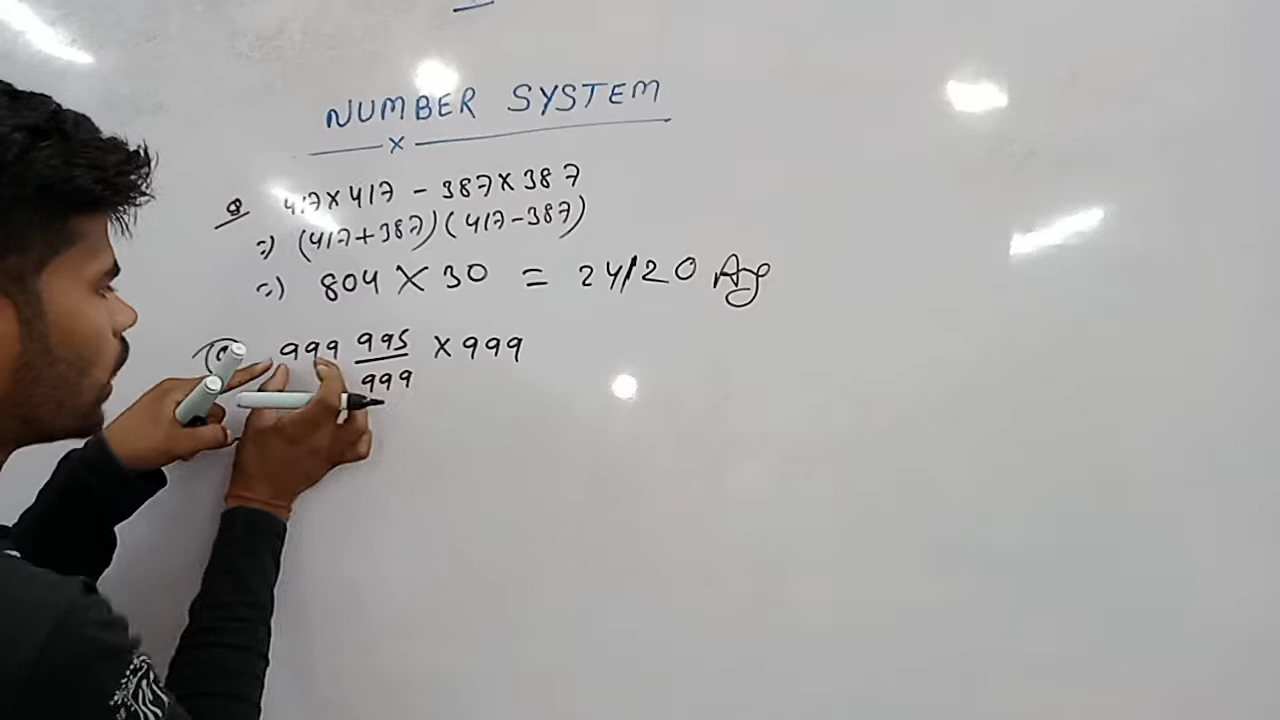 NUMBER SYSTEM
x
Q 417×417 - 387×387
=) (417+387)(417-387)
=) 804 × 30 = 24120 Ans
999 995/999 × 999